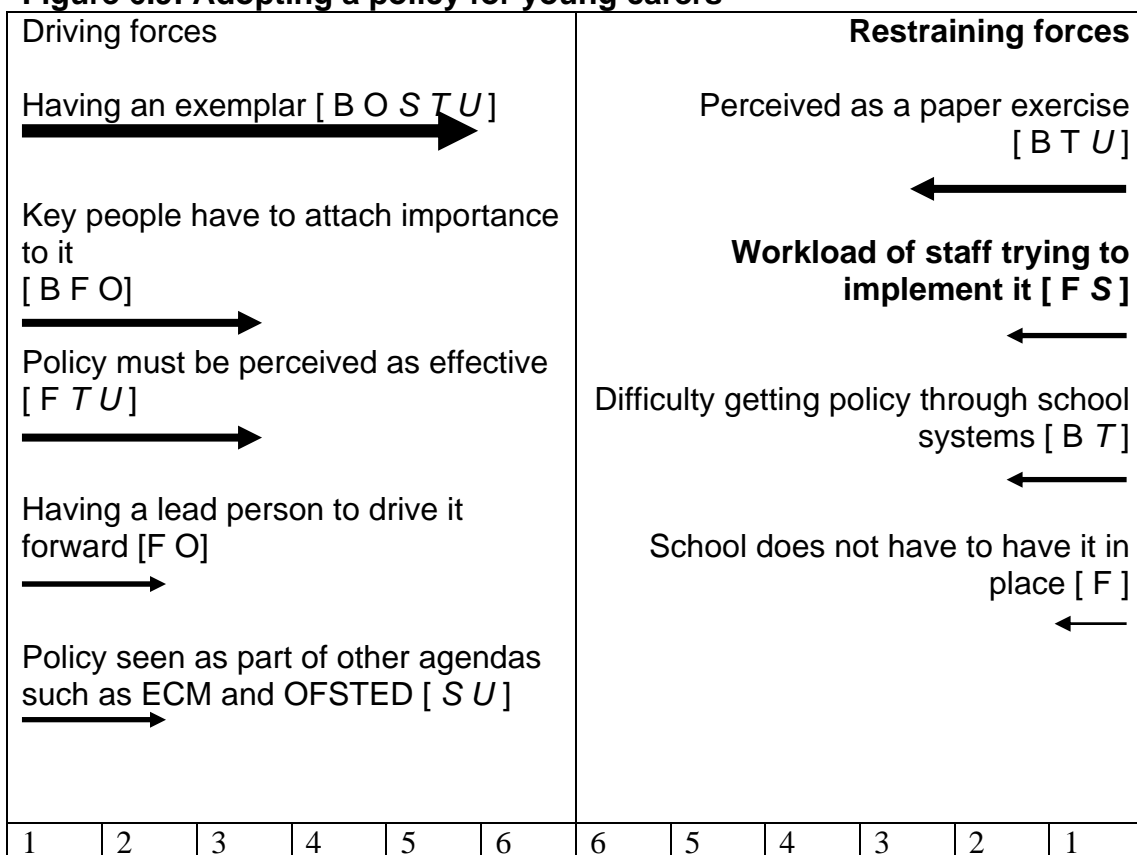 Figure Adopting a policy for young carers
Driving forces
Having an exemplar [ B O S T U ]
Key people have to attach importance
to it
[ B F O]
Policy must be perceived as effective
[ F T U ]
Having a lead person to drive it
forward [F O]
Policy seen as part of other agendas
such as ECM and OFSTED [ S U ]
Restraining forces
Perceived as a paper exercise
[ B T U ]
Workload of staff trying to
implement it [ F S ]
Difficulty getting policy through school
systems [ B T ]
School does not have to have it in
place [ F ]
1 2 3 4 5 6 6 5 4 3 2 1